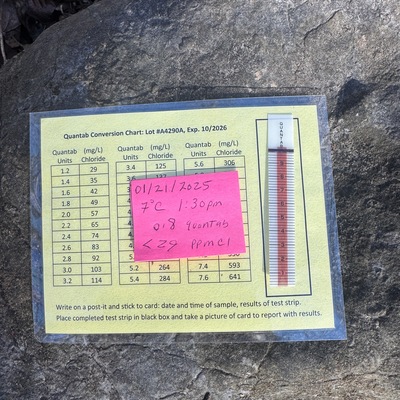 Quantab Conversion Chart: Lot #A4290A, Exp. 10/2026
Quantab (mg/L) Quantab (mg/L) Quantab (mg/L)
Units Chloride Units Chloride Units Chloride
1.2 29 3.4 125 5.6 306
1.4 35
1.6 42
1.8 49
2.0 57
2.2 65
2.4 74
2.6 83
2.8 92
3.0 103 5.2 264 7.4 593
3.2 114 5.4 284 7.6 641
01/21/2025
7°C 1:30pm
0.8 quantab
<29 ppm Cl
QUANTAB
Write on a post-it and stick to card: date and time of sample, results of test strip.
Place completed test strip in black box and take a picture of card to report with results.